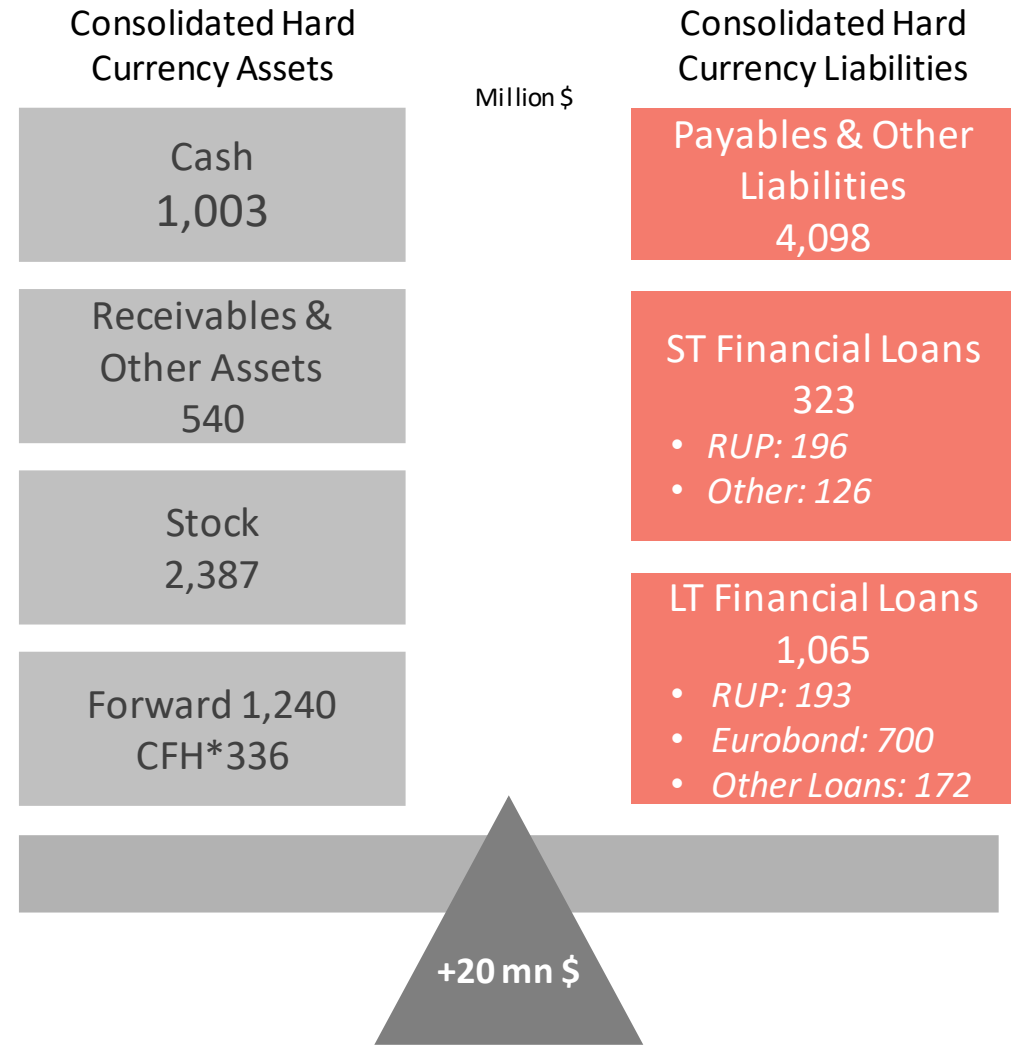 Consolidated Hard
Currency Assets
Million $
Consolidated Hard
Currency Liabilities
Cash
1,003
Receivables &
Other Assets
540
Stock
2,387
Forward 1,240
CFH*336
Payables & Other
Liabilities
4,098
ST Financial Loans
323
• RUP: 196
• Other: 126
LT Financial Loans
1,065
• RUP: 193
• Eurobond: 700
• Other Loans: 172
+20 mn $